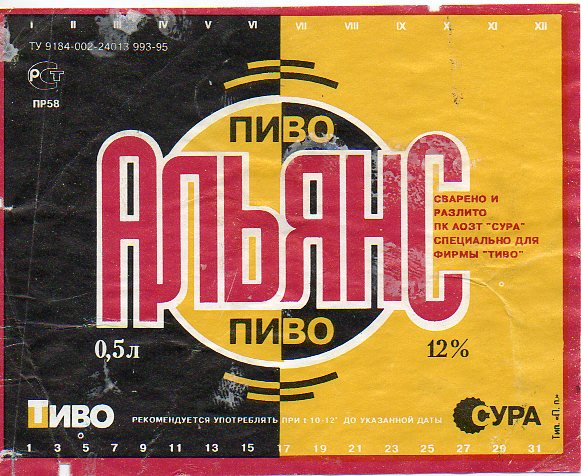 I II III IV V VI VII VIII IX X XI XII
ТУ 9184-002-24013 993-95
РСТ
ПР58
ПИВО
АЛЬЯНС
СВАРЕНО И
РАЗЛИТО
ПК АОЗТ "СУРА"
СПЕЦИАЛЬНО ДЛЯ
ФИРМЫ "ТИВО"
ПИВО
0,5л
12%
ТИВО
РЕКОМЕНДУЕТСЯ УПОТРЕБЛЯТЬ ПРИ t 10-12° ДО УКАЗАННОЙ ДАТЫ
СУРА
Тип. «П. п.»
1 3 5 7 9 11 13 15 17 19 21 23 25 27 29 31